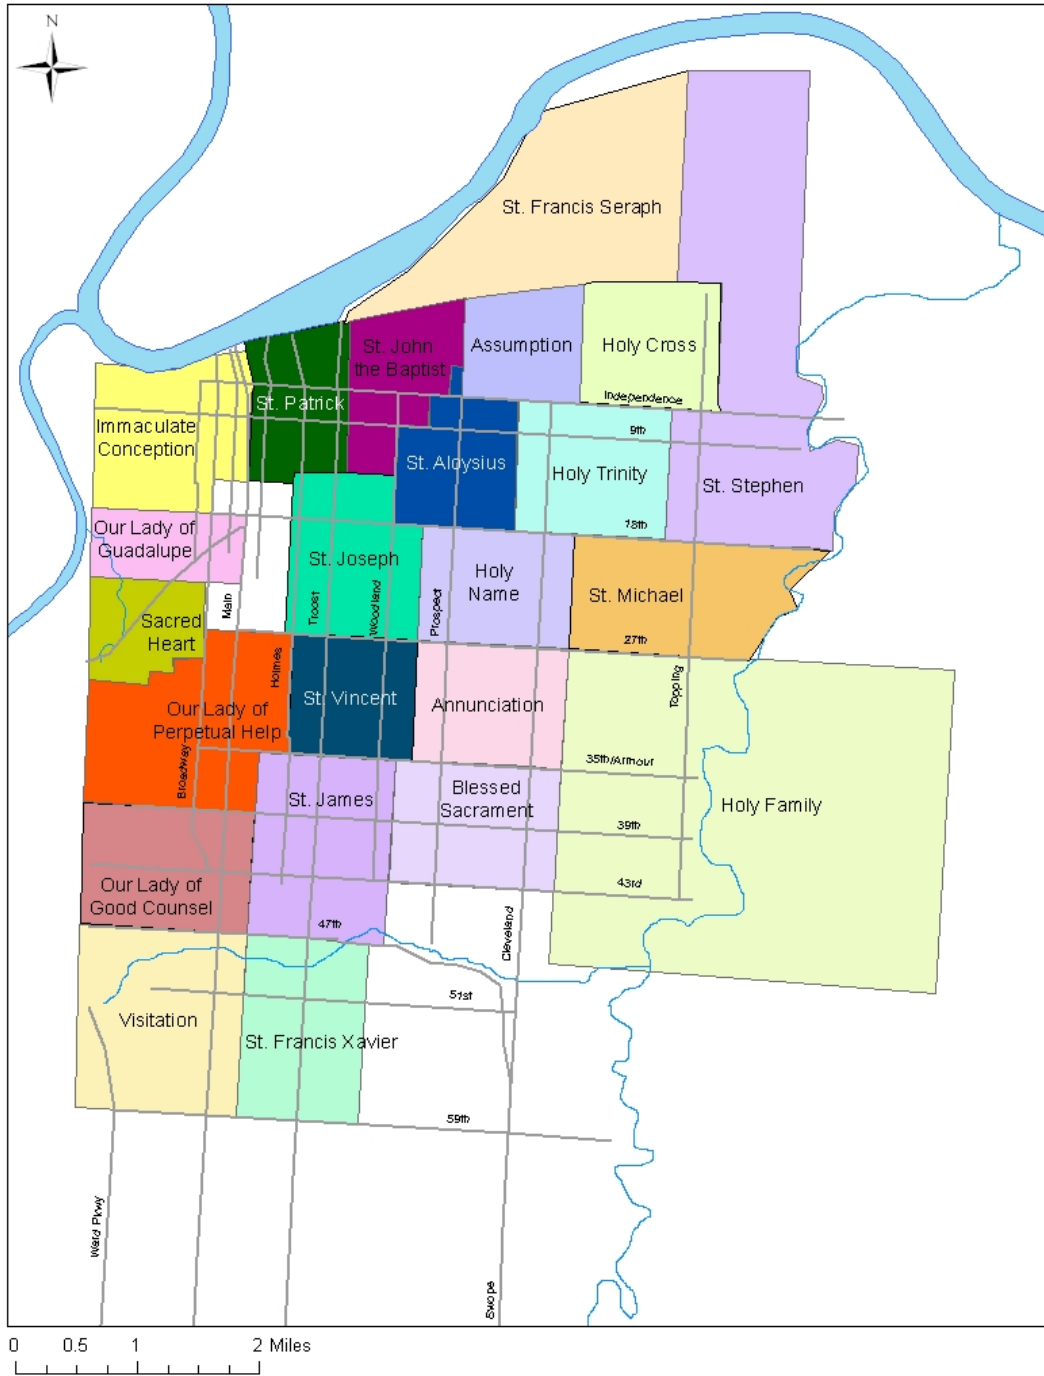 N
St. Francis Seraph
St. John
the Baptist
Assumption
Holy Cross
St. Patrick
Independence
Immaculate
Conception
9th
St. Aloysius
Holy Trinity
St. Stephen
Our Lady of
Guadalupe
18th
St. Joseph
Holy
Name
St. Michael
Main
Troost
Woodland
Prospect
Sacred
Heart
27th
Holmes
Topping
St. Vincent
Annunciation
Our Lady of
Perpetual Help
Broadway
35th/Armour
St. James
Blessed
Sacrament
Holy Family
39th
Our Lady of
Good Counsel
43rd
47th
Cleveland
51st
Visitation
St. Francis Xavier
59th
Ward Pkwy
Swope
0 0.5 1 2 Miles